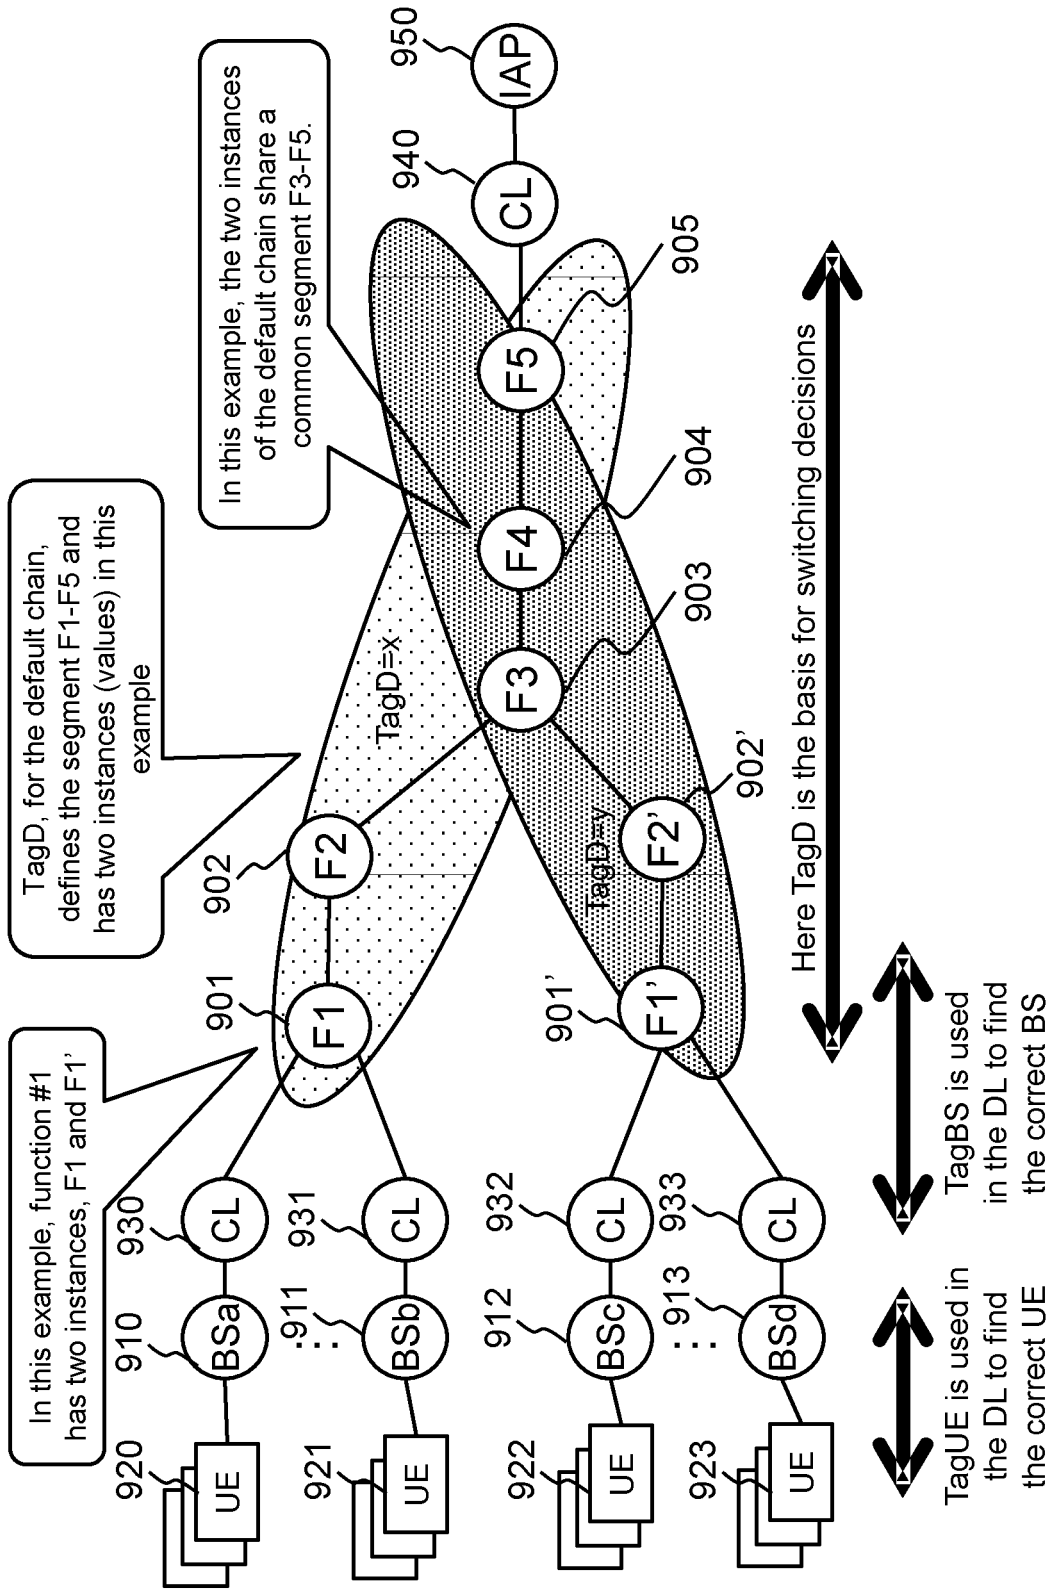 In this example, function #1
has two instances, F1 and F1’
TagD, for the default chain,
defines the segment F1-F5 and
has two instances (values) in this
example
In this example, the two instances
of the default chain share a
common segment F3-F5.
920
UE
910
BSa
930
CL
901
F1
902
F2
TagD=x
921
UE
911
BSb
931
CL
903
F3
904
F4
905
F5
940
CL
950
IAP
922
UE
912
BSc
932
CL
901’
F1’
902’
F2’
TagD=y
923
UE
913
BSd
933
CL
Here TagD is the basis for switching decisions
TagUE is used in
the DL to find
the correct UE
TagBS is used
in the DL to find
the correct BS